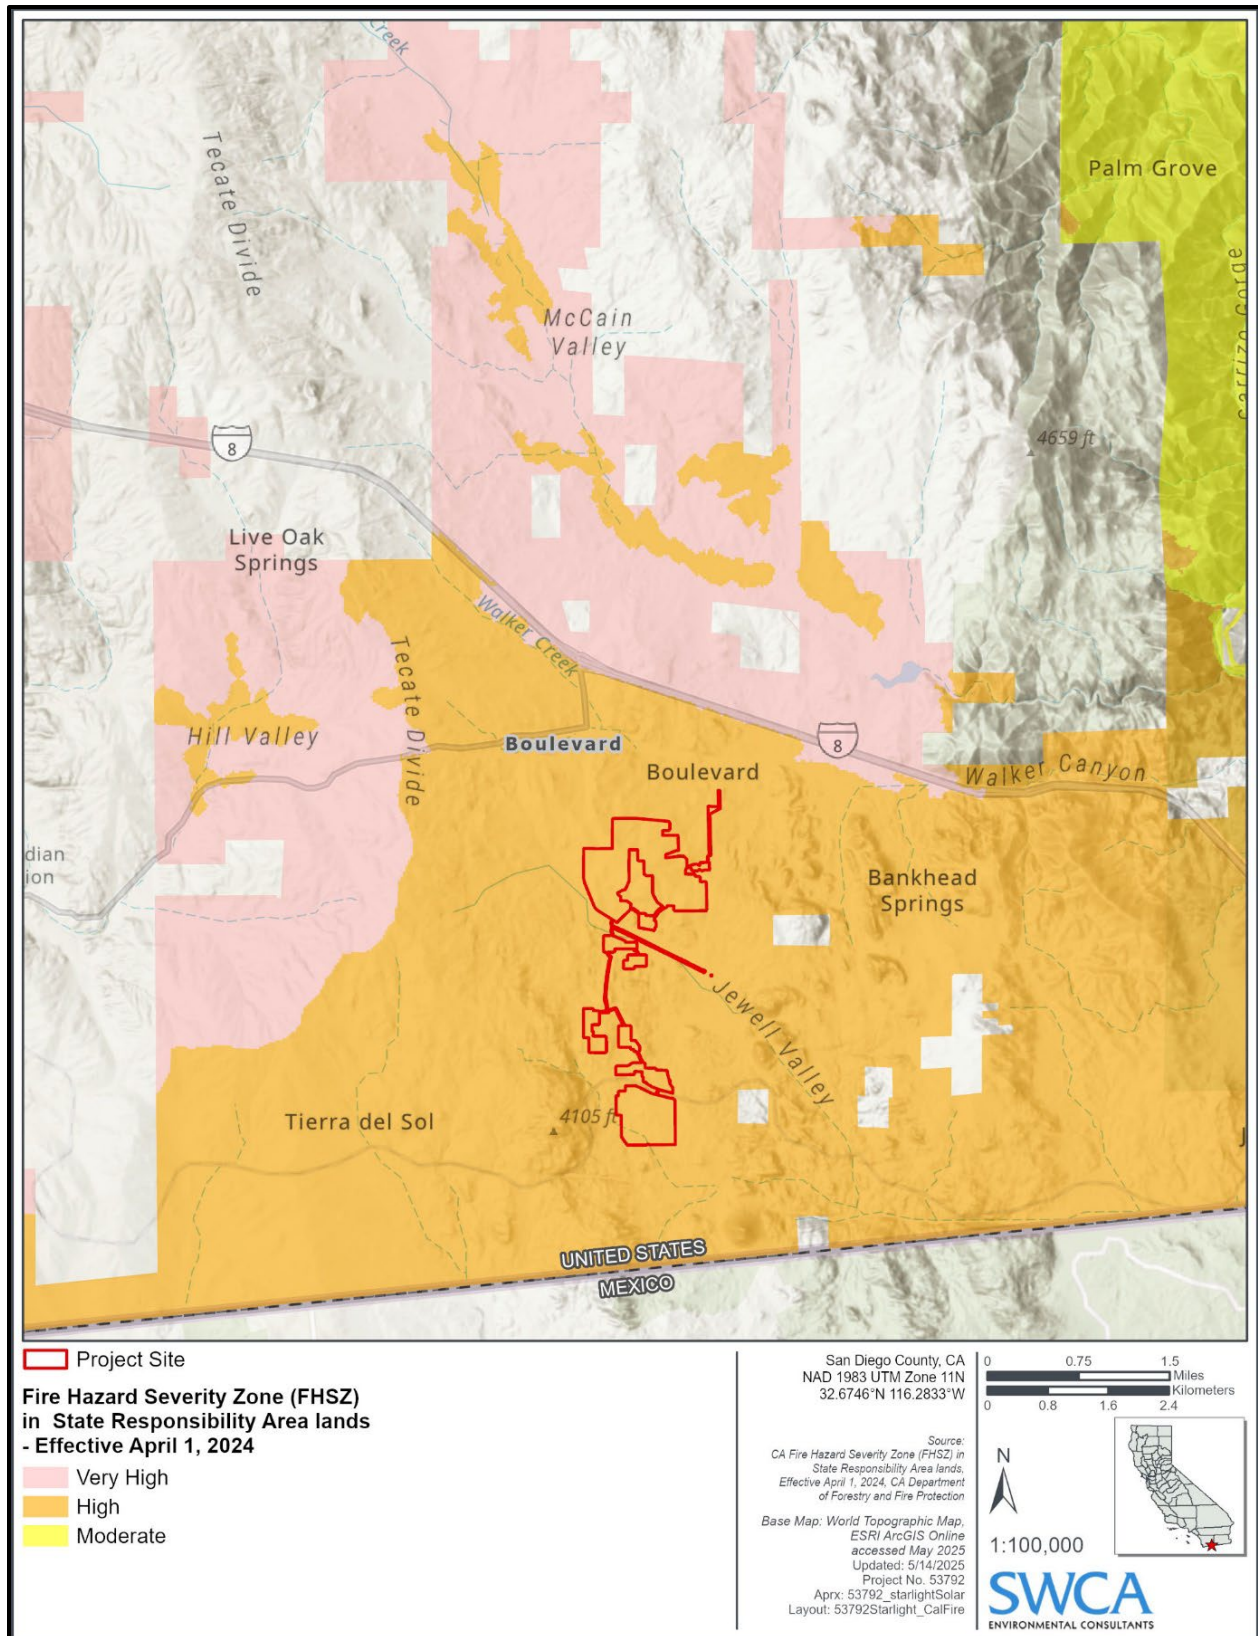 Creek
Tecate Divide
Palm Grove
Carrizo Gorge
McCain
Valley
8
4659 ft
Live Oak
Springs
Walker Creek
Tecate Divide
Hill Valley
Boulevard
8
Boulevard
Walker Canyon
dian
ion
Bankhead
Springs
Jewell Valley
Tierra del Sol
4105 ft
J
UNITED STATES
MEXICO
Project Site
Fire Hazard Severity Zone (FHSZ)
in State Responsibility Area lands
- Effective April 1, 2024
Very High
High
Moderate
San Diego County, CA
NAD 1983 UTM Zone 11N
32.6746°N 116.2833°W
Source:
CA Fire Hazard Severity Zone (FHSZ) in
State Responsibility Area lands,
Effective April 1, 2024, CA Department
of Forestry and Fire Protection
Base Map: World Topographic Map,
ESRI ArcGIS Online
accessed May 2025
Updated: 5/14/2025
Project No. 53792
Aprx: 53792_starlightSolar
Layout: 53792Starlight_CalFire
0 0.75 1.5
Miles
Kilometers
0 0.8 1.6 2.4
N
1:100,000
SWCA
ENVIRONMENTAL CONSULTANTS